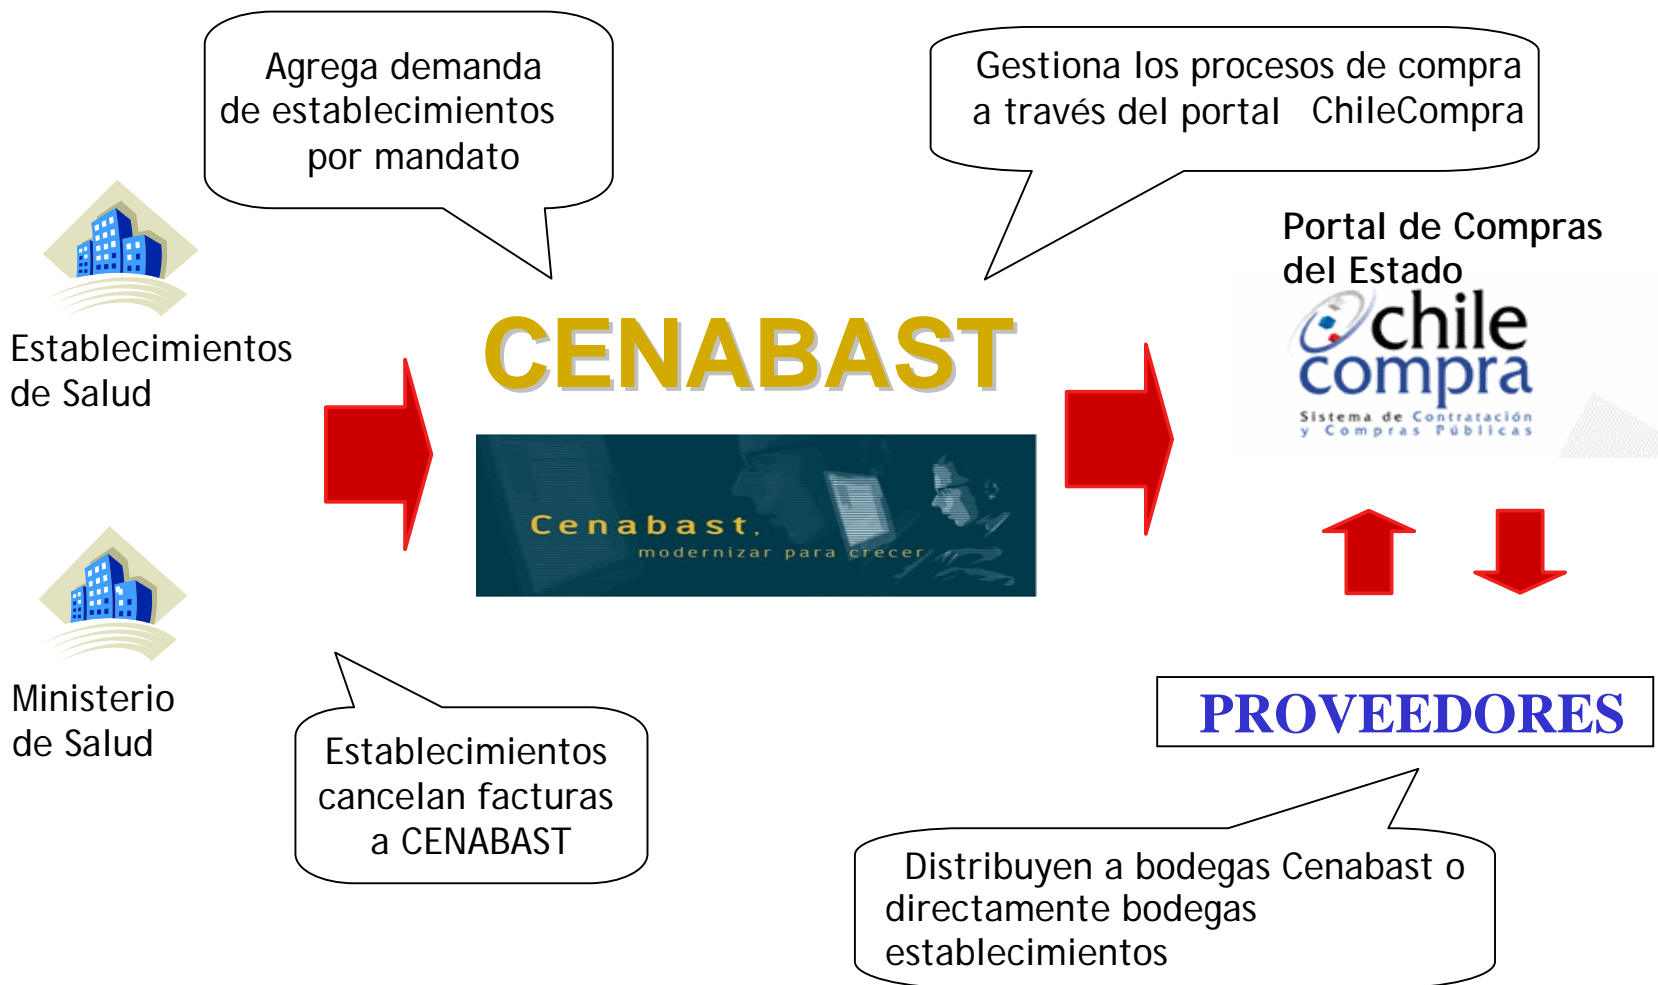 Agrega demanda
de establecimientos
por mandato
Gestiona los procesos de compra
a través del portal ChileCompra
Portal de Compras
del Estado
chile
compra
Sistema de Contratación
y Compras Públicas
Establecimientos
de Salud
CENABAST
Cenabast,
modernizar para crecer
Ministerio
de Salud
Establecimientos
cancelan facturas
a CENABAST
PROVEEDORES
Distribuyen a bodegas Cenabast o
directamente bodegas
establecimientos